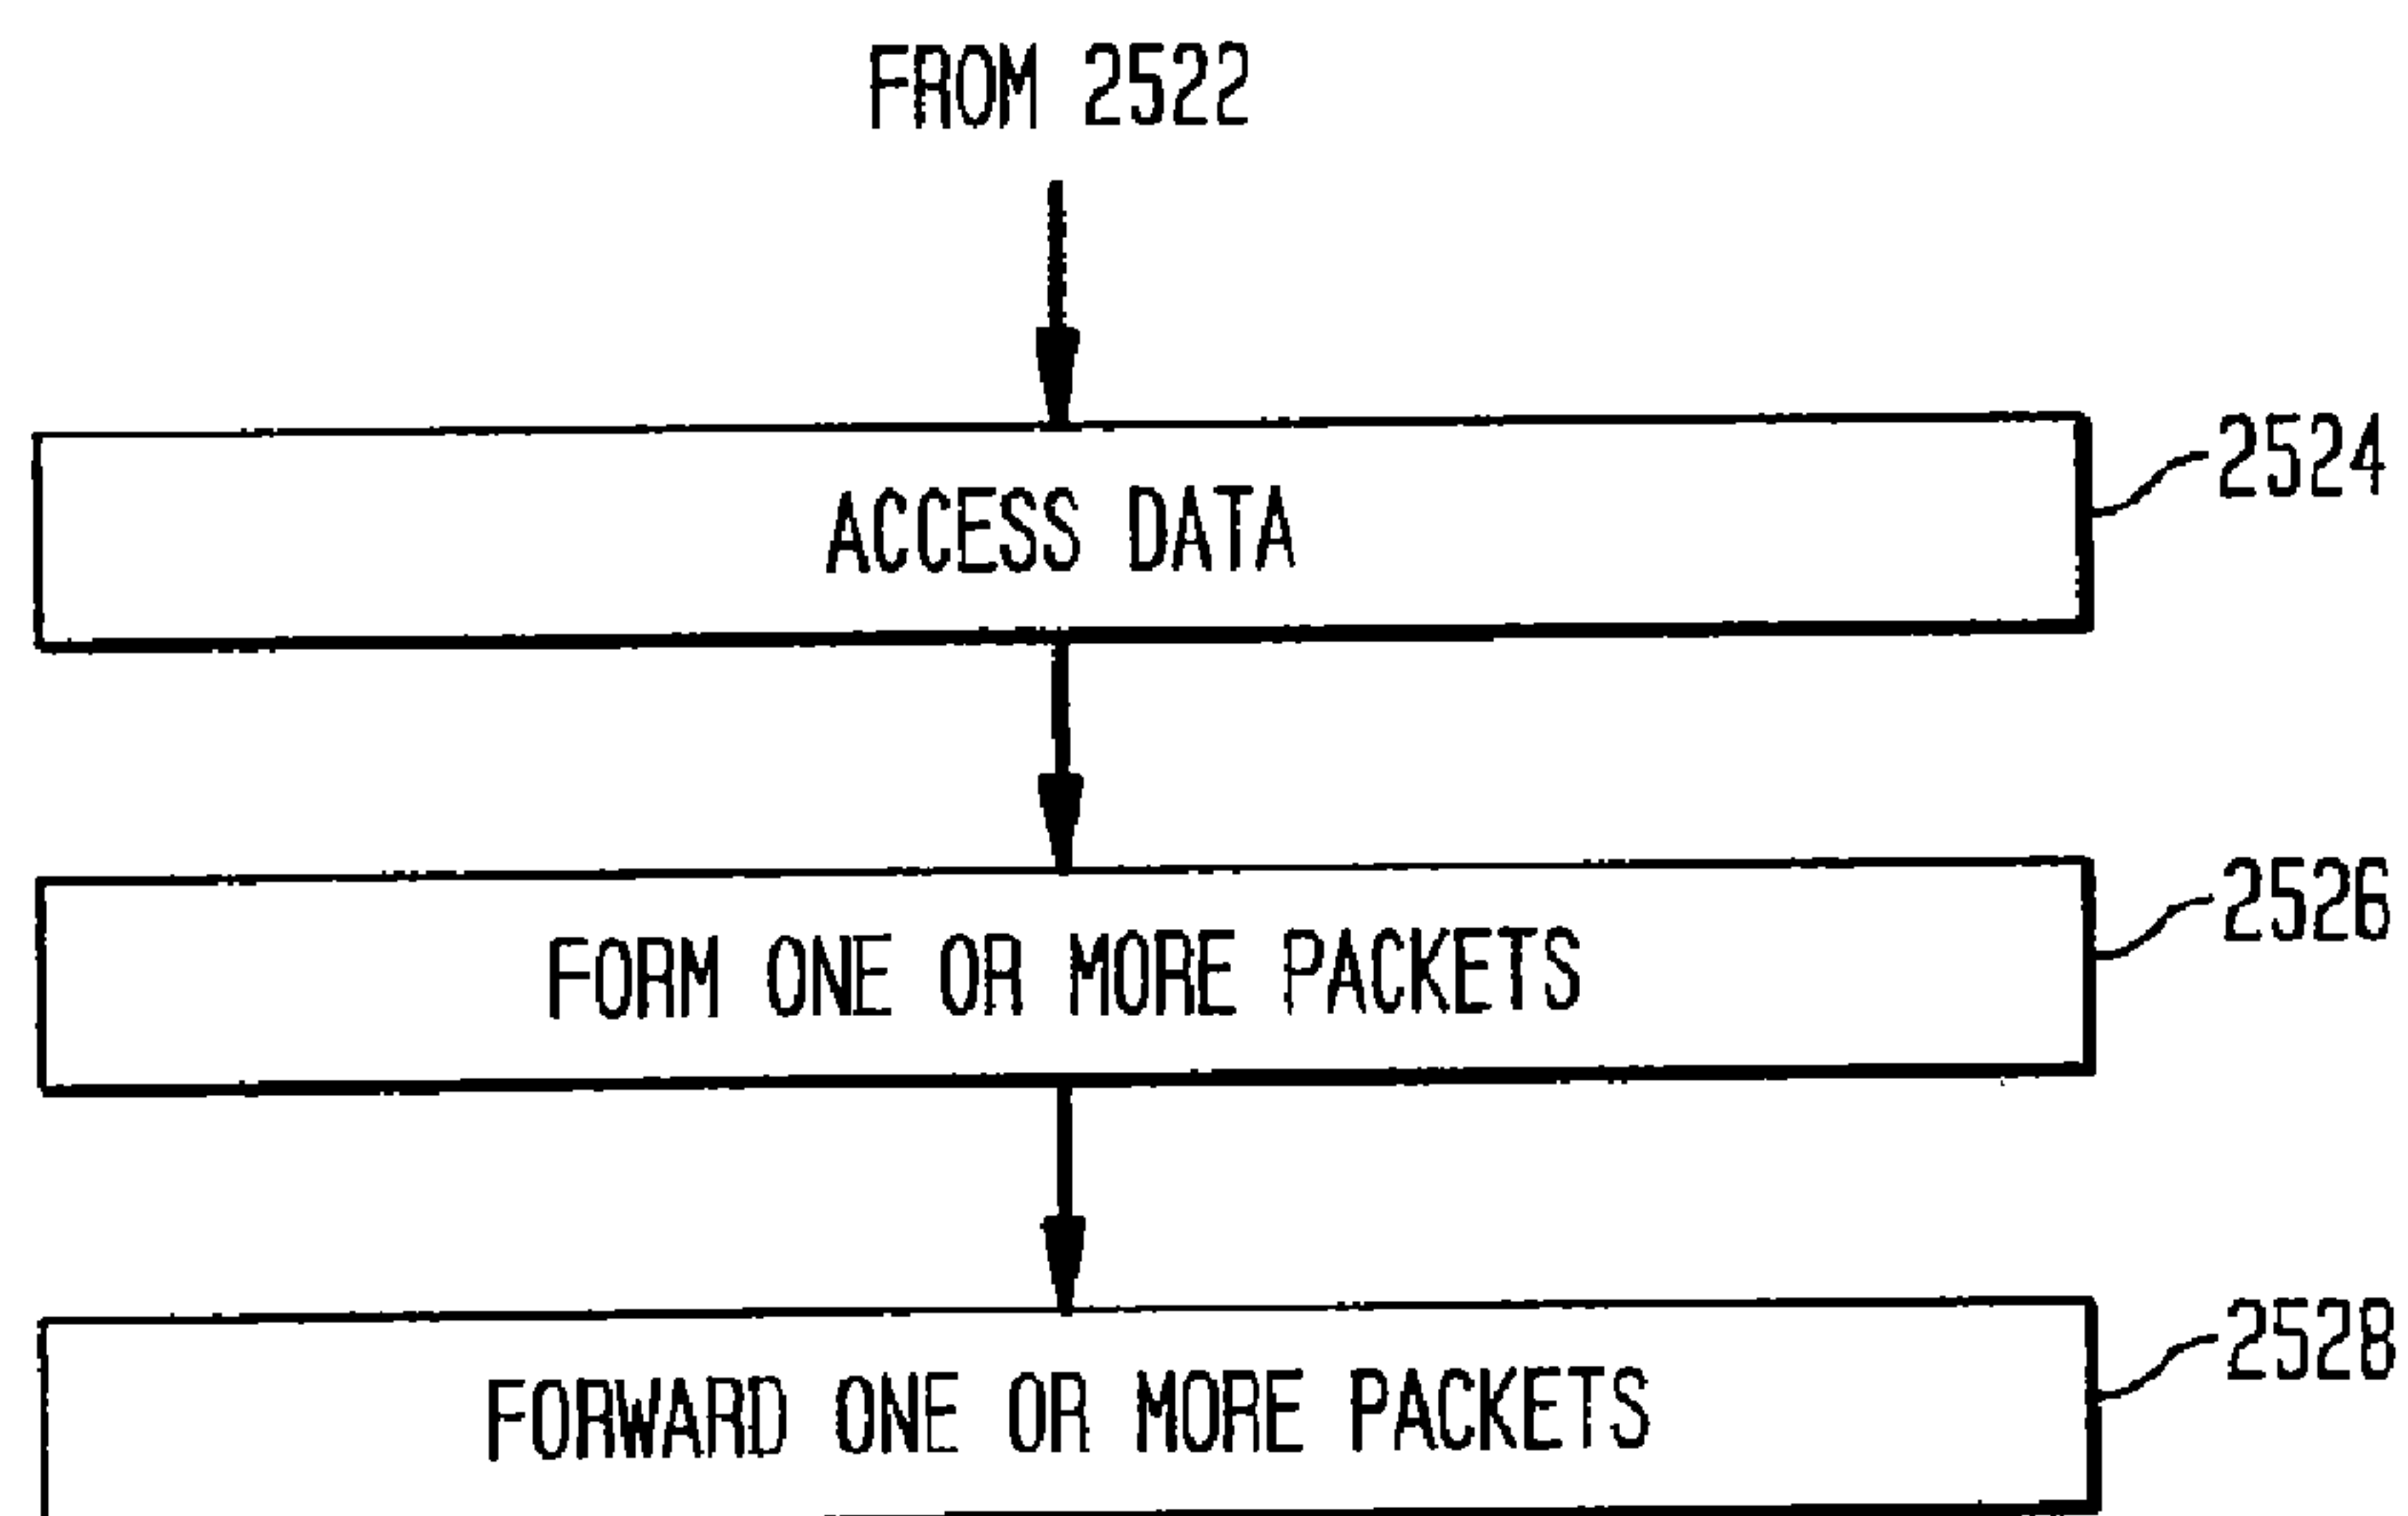 FROM 2522
ACCESS DATA
2524
FORM ONE OR MORE PACKETS
2526
FORWARD ONE OR MORE PACKETS
2528